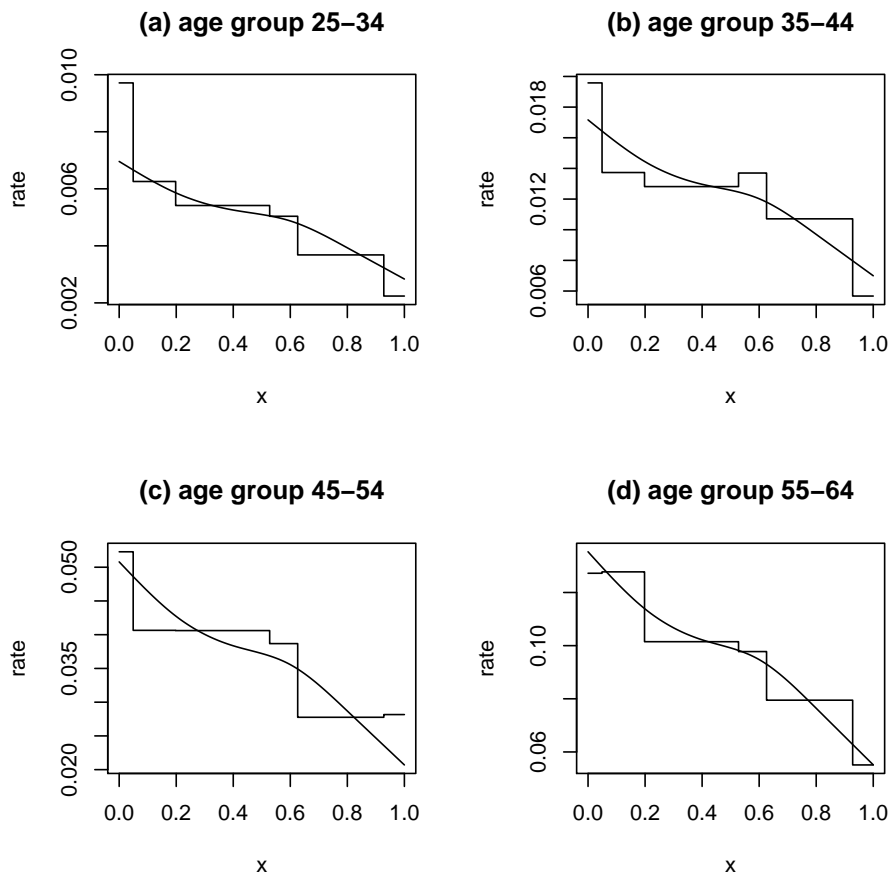 (a) age group 25−34
rate
0.002 0.006 0.010
0.0 0.2 0.4 0.6 0.8 1.0
x
(b) age group 35−44
rate
0.006 0.012 0.018
0.0 0.2 0.4 0.6 0.8 1.0
x
(c) age group 45−54
rate
0.020 0.035 0.050
0.0 0.2 0.4 0.6 0.8 1.0
x
(d) age group 55−64
rate
0.06 0.10
0.0 0.2 0.4 0.6 0.8 1.0
x